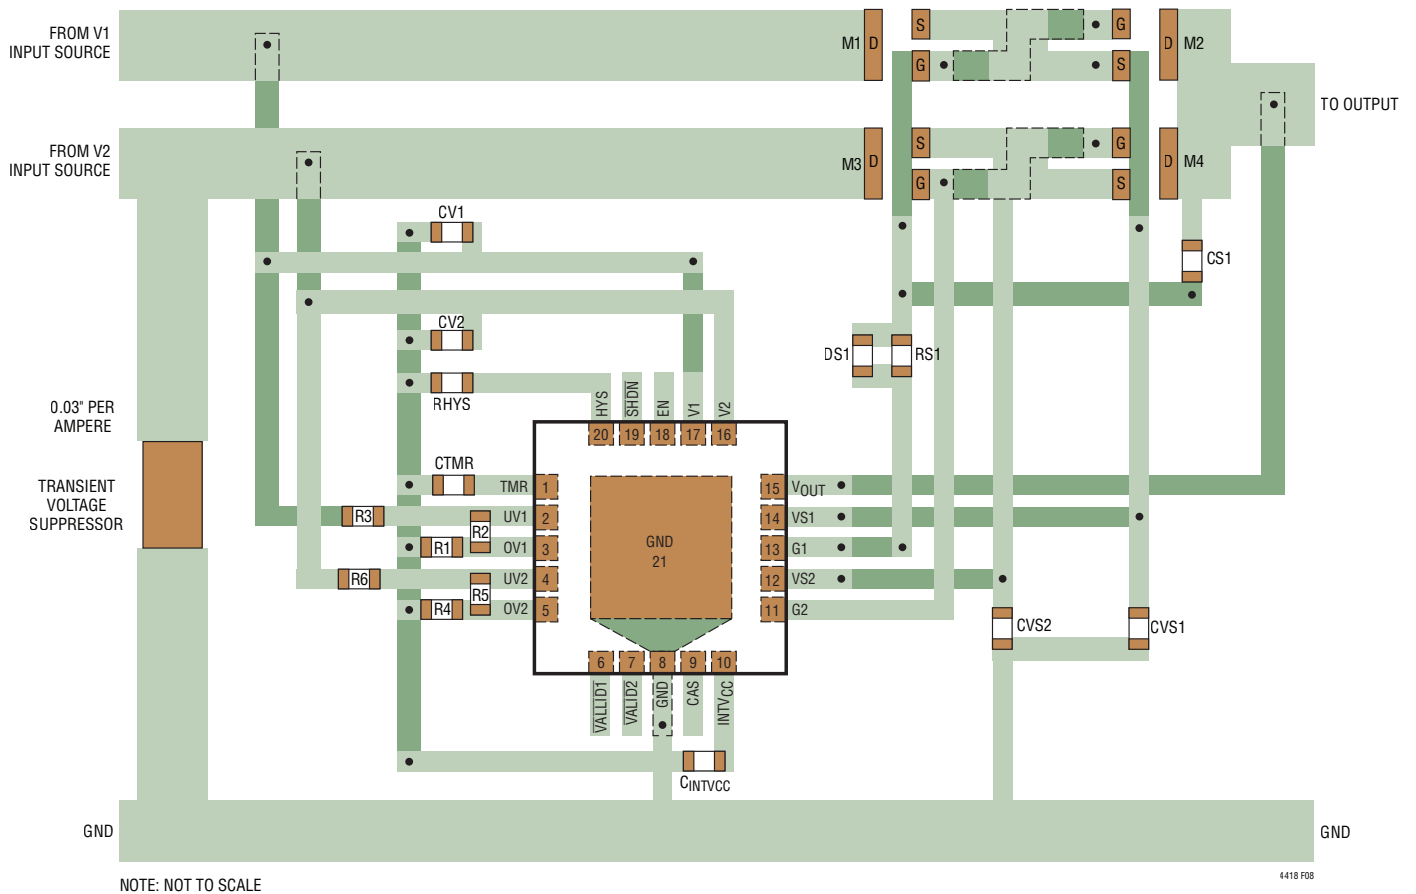 FROM V1
INPUT SOURCE
M1
D
S
G
G
S
D
M2
TO OUTPUT
FROM V2
INPUT SOURCE
M3
D
S
G
G
S
D
M4
CV1
CS1
CV2
DS1
RS1
RHYS
HYS
SHDN
EN
V1
V2
20
19
18
17
16
0.03" PER
AMPERE
TRANSIENT
VOLTAGE
SUPPRESSOR
CTMR
TMR
1
15
VOUT
R3
UV1
2
14
VS1
R2
R1
OV1
3
13
G1
GND
21
R6
UV2
4
12
VS2
R5
R4
OV2
5
11
G2
CVS2
CVS1
6
7
8
9
10
VALLID1
VALID2
GND
CAS
INTVCC
CINTVCC
GND
GND
NOTE: NOT TO SCALE
4418 F08